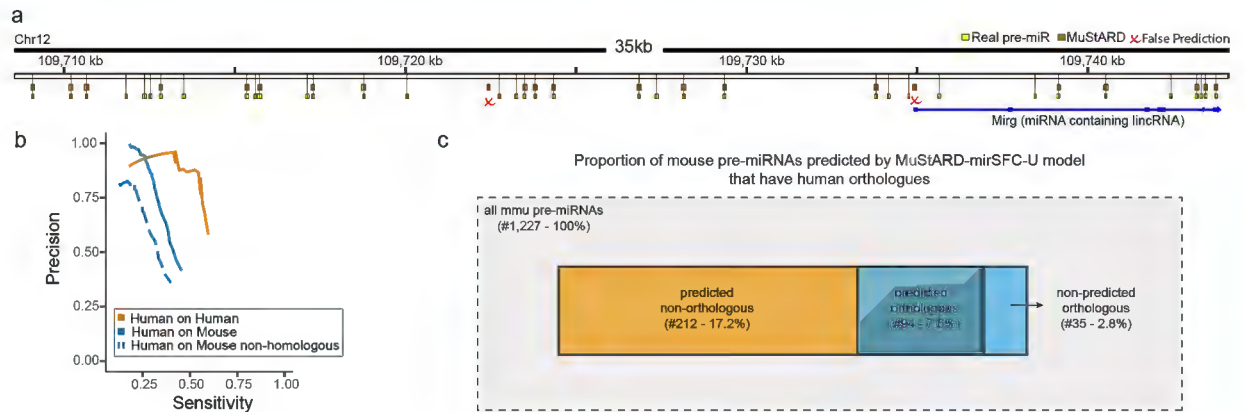 a
Chr12
35kb
Real pre-miR MuStARD False Prediction
109,710 kb 109,720 kb 109,730 kb 109,740 kb
Mirg (miRNA containing lincRNA)
b
1.00
0.75
0.50
0.25
0.00
Precision
Human on Human
Human on Mouse
Human on Mouse non-homologous
0.25 0.50 0.75 1.00
Sensitivity
c
Proportion of mouse pre-miRNAs predicted by MuStARD-mirSFC-U model
that have human orthologues
all mmu pre-miRNAs
(#1,227 - 100%)
predicted
non-orthologous
(#212 - 17.2%)
predicted
orthologous
non-predicted
orthologous
(#35 - 2.8%)